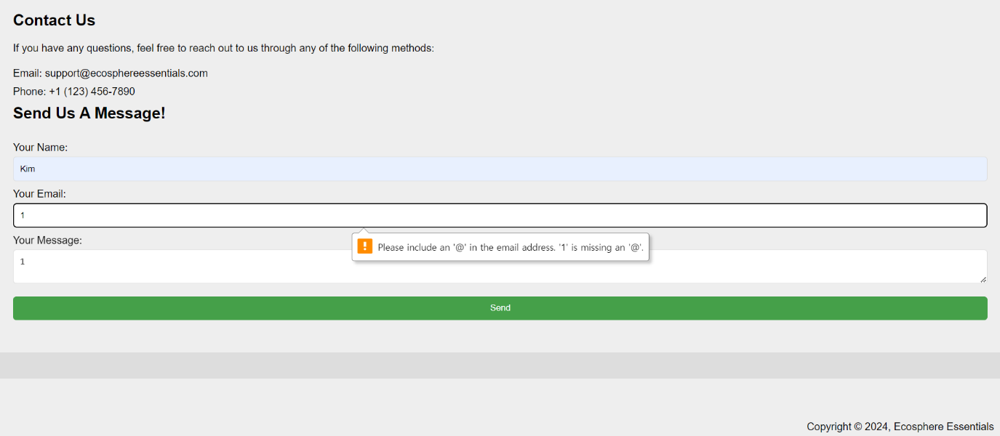 Contact Us
If you have any questions, feel free to reach out to us through any of the following methods:
Email: support@ecosphereessentials.com
Phone: +1 (123) 456-7890
Send Us A Message!
Your Name:
Kim
Your Email:
1
Your Message:
Please include an '@' in the email address. '1' is missing an '@'.
1
Send
Copyright © 2024, Ecosphere Essentials